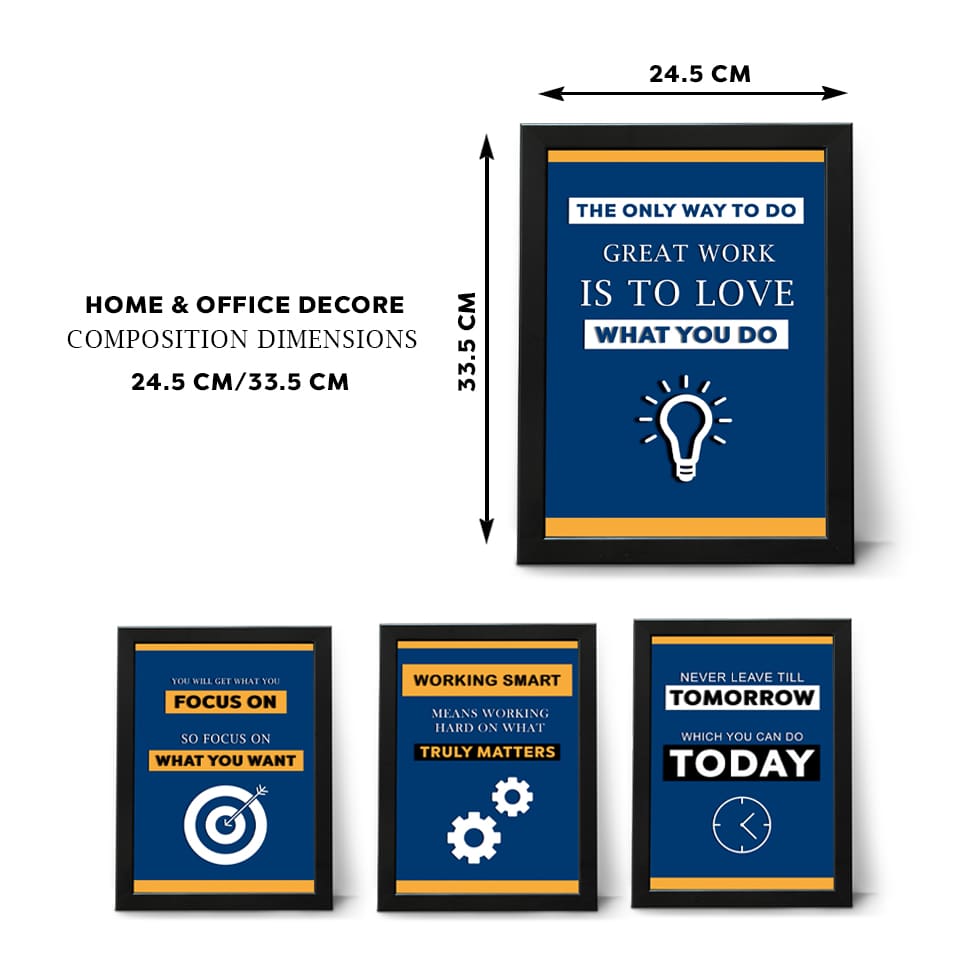 24.5 CM
33.5 CM
HOME & OFFICE DECORE
COMPOSITION DIMENSIONS
24.5 CM/33.5 CM
THE ONLY WAY TO DO
GREAT WORK
IS TO LOVE
WHAT YOU DO
YOU WILL GET WHAT YOU
FOCUS ON
SO FOCUS ON
WHAT YOU WANT
WORKING SMART
MEANS WORKING
HARD ON WHAT
TRULY MATTERS
NEVER LEAVE TILL
TOMORROW
WHICH YOU CAN DO
TODAY